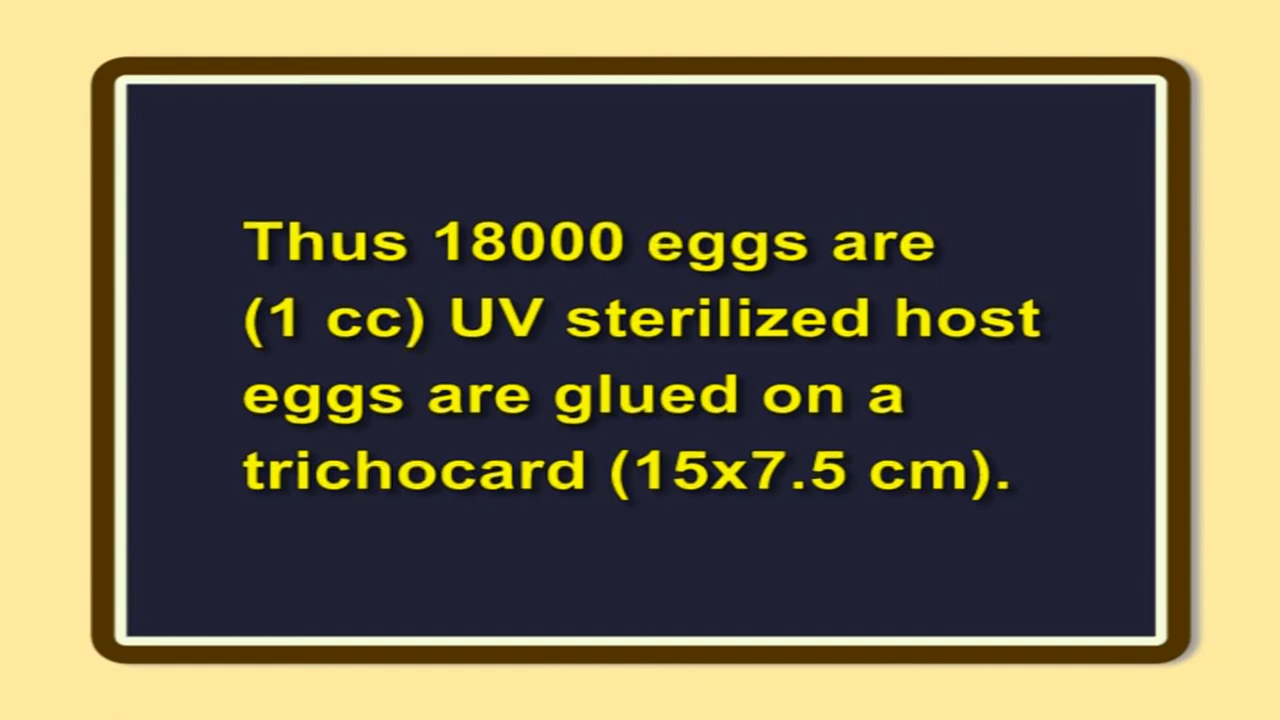 Thus 18000 eggs are
(1 cc) UV sterilized host
eggs are glued on a
trichocard (15x7.5 cm).